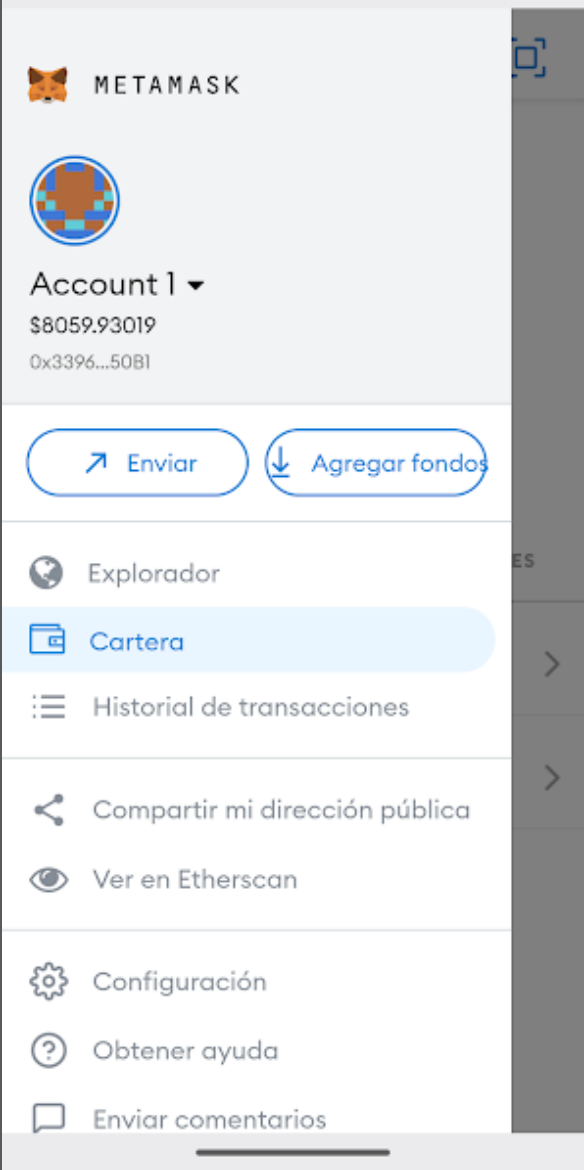 METAMASK
Account 1
$8059.93019
0x3396...50B1
Enviar
Agregar fondos
Explorador
ES
Cartera
Historial de transacciones
Compartir mi dirección pública
Ver en Etherscan
Configuración
Obtener ayuda
Enviar comentarios